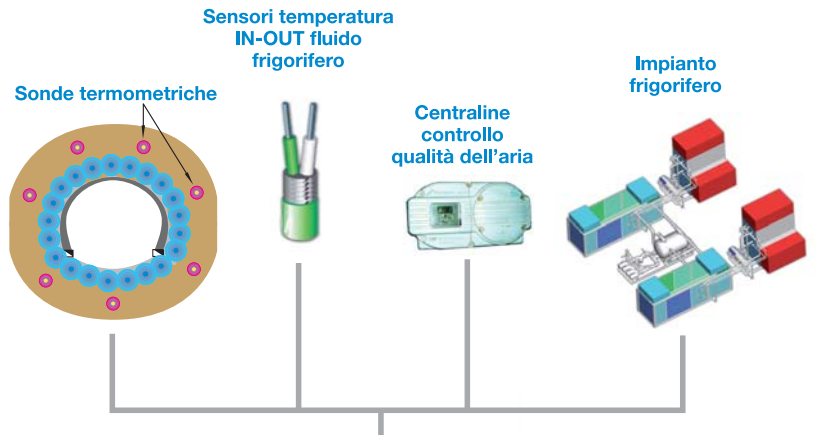 Sensori temperatura
IN-OUT fluido
frigorifero
Sonde termometriche
Centraline
controllo
qualità dell'aria
Impianto
frigorifero